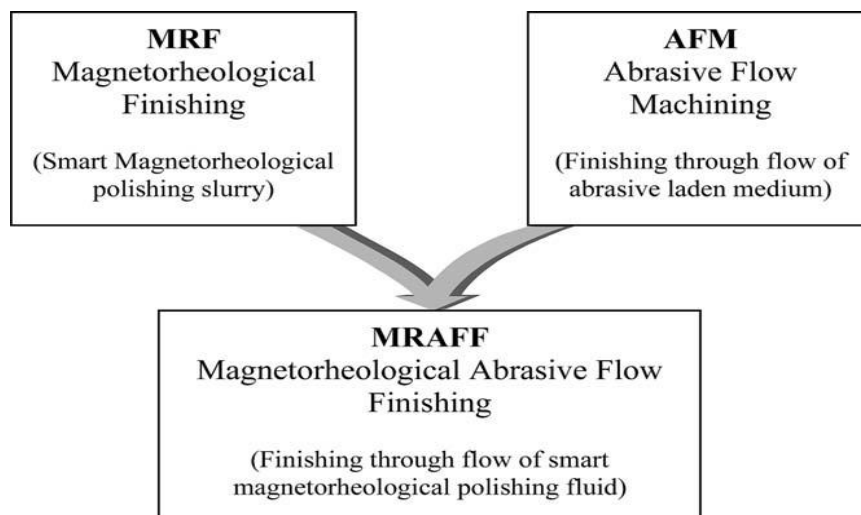 MRF
Magnetorheological
Finishing
(Smart Magnetorheological
polishing slurry)
AFM
Abrasive Flow
Machining
(Finishing through flow of
abrasive laden medium)
MRAFF
Magnetorheological Abrasive Flow
Finishing
(Finishing through flow of smart
magnetorheological polishing fluid)